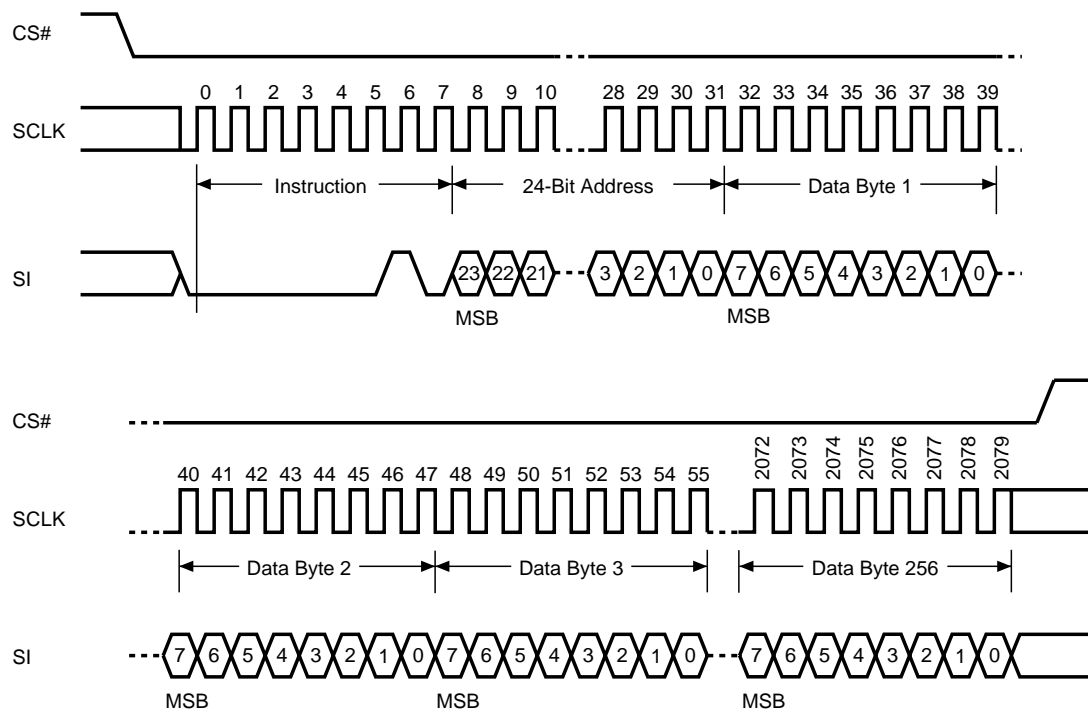 CS#
0 1 2 3 4 5 6 7 8 9 10 28 29 30 31 32 33 34 35 36 37 38 39
SCLK
Instruction 24-Bit Address Data Byte 1
SI 23 22 21 3 2 1 0 7 6 5 4 3 2 1 0
MSB MSB
CS#
40 41 42 43 44 45 46 47 48 49 50 51 52 53 54 55 2072 2073 2074 2075 2076 2077 2078 2079
SCLK
Data Byte 2 Data Byte 3 Data Byte 256
SI 7 6 5 4 3 2 1 0 7 6 5 4 3 2 1 0 7 6 5 4 3 2 1 0
MSB MSB MSB